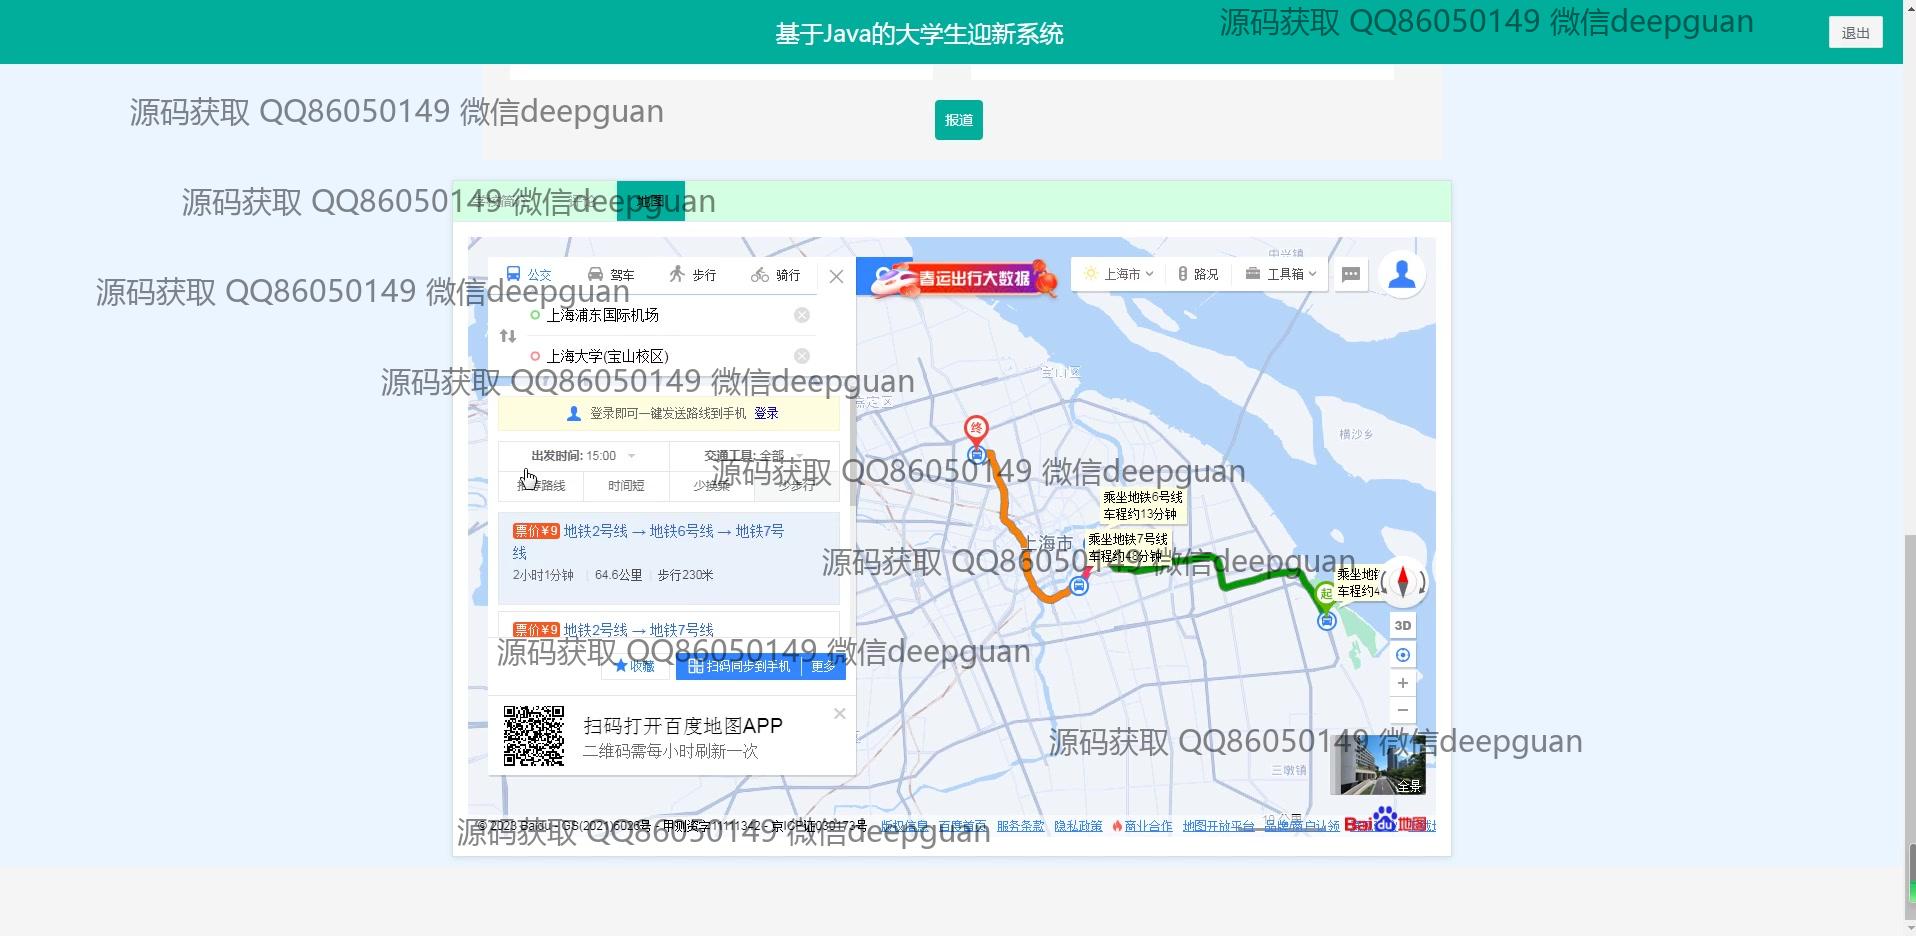 基于Java的大学生迎新系统
源码获取 QQ86050149 微信deepguan
退出
源码获取 QQ86050149 微信deepguan
报道
源码获取 QQ86050149 微信deepguan
地图
公交 驾车 步行 骑行
春运出行大数据
上海市 路况 工具箱
中兴镇
源码获取 QQ86050149 微信deepguan
上海浦东国际机场
上海大学(宝山校区)
源码获取 QQ86050149 微信deepguan
宝山区
嘉定区
登录即可一键发送路线到手机 登录
终
横沙乡
出发时间: 15:00 交通工具: 全部
源码获取 QQ86050149 微信deepguan
推荐路线 时间短 少换乘 少步行
乘坐地铁6号线
车程约13分钟
票价¥9 地铁2号线 → 地铁6号线 → 地铁7号
线
2小时1分钟 64.6公里 步行230米
上海市
乘坐地铁7号线
车程约48分钟
源码获取 QQ86050149 微信deepguan
乘坐地
车程约4
起
3D
票价¥9 地铁2号线 → 地铁7号线
源码获取 QQ86050149 微信deepguan
收藏 扫码同步到手机 更多
扫码打开百度地图APP
二维码需每小时刷新一次
源码获取 QQ86050149 微信deepguan
三墩镇
全景
© 2023 Baidu - GS(2021)6026号 - 甲测资字11111342 - 京ICP证030173号 版权信息 百度首页 服务条款 隐私政策 商业合作 地图开放平台 品牌商户认领
10 公里
Bai du 地图
源码获取 QQ86050149 微信deepguan